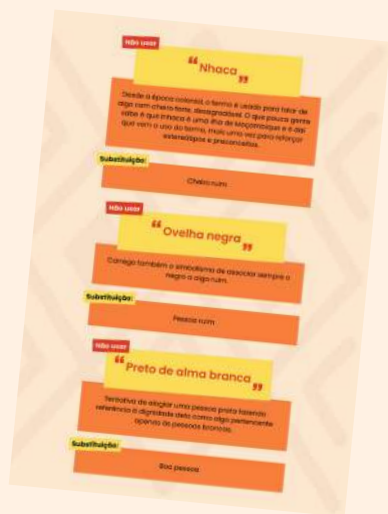 Não usar
“Nhaca”
Desde a época colonial, o termo é usado para falar de
algo com cheiro forte, desagradável. O que pouca gente
sabe é que Inhaca é uma ilha de Moçambique e é daí
que vem o uso do termo, mais uma vez para reforçar
estereótipos e preconceitos.
Substituição:
Cheiro ruim
Não usar
“Ovelha negra”
Carrega também o simbolismo de associar sempre o
negro a algo ruim.
Substituição:
Pessoa ruim
Não usar
“Preto de alma branca”
Tentativa de elogiar uma pessoa preta fazendo
referência à dignidade dela como algo pertencente
apenas às pessoas brancas.
Substituição:
Boa pessoa